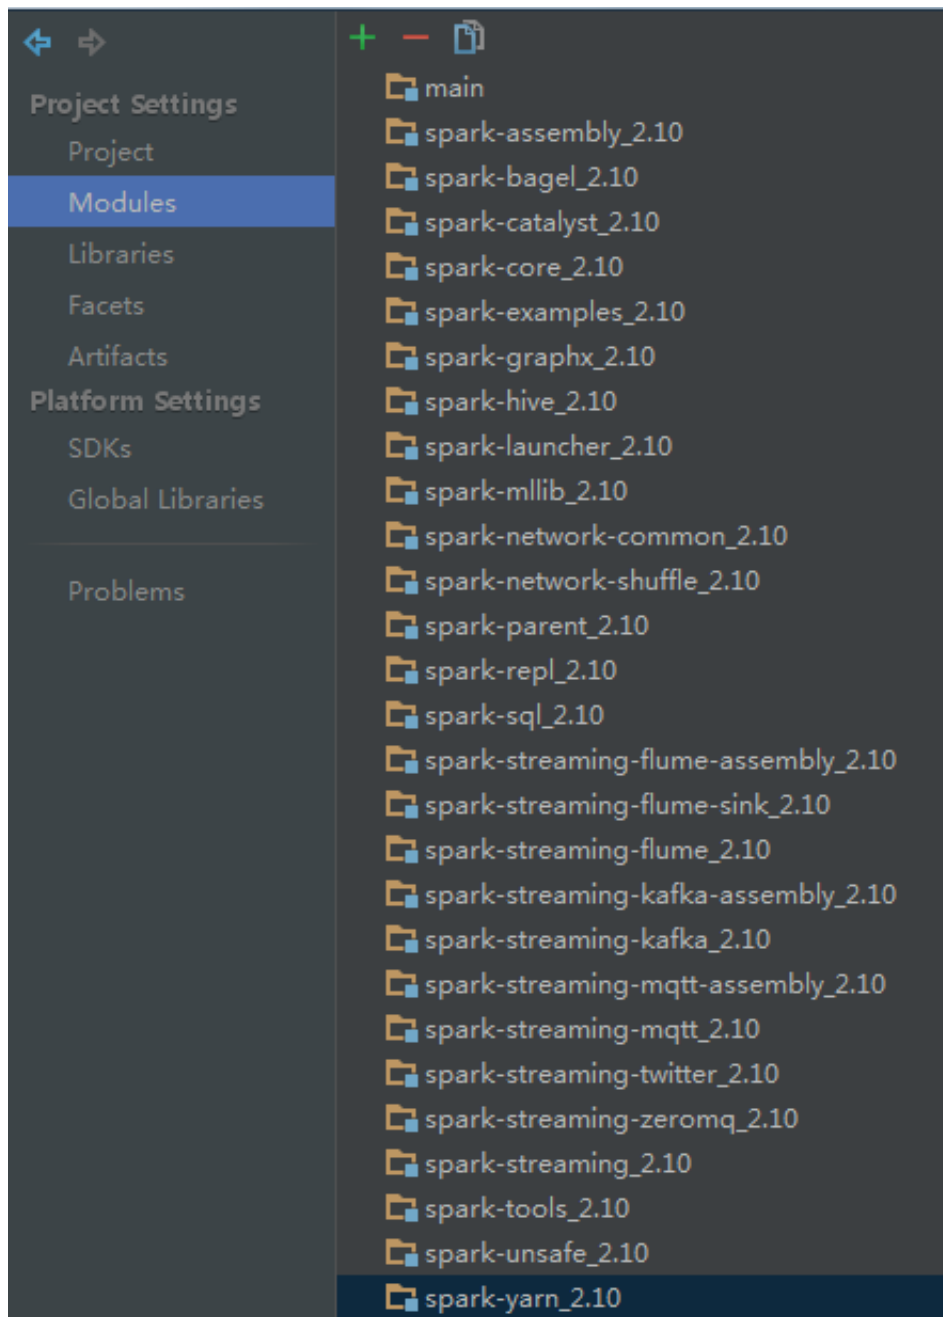 Project Settings
Project
Modules
Libraries
Facets
Artifacts
Platform Settings
SDKs
Global Libraries
Problems
main
spark-assembly_2.10
spark-bagel_2.10
spark-catalyst_2.10
spark-core_2.10
spark-examples_2.10
spark-graphx_2.10
spark-hive_2.10
spark-launcher_2.10
spark-mllib_2.10
spark-network-common_2.10
spark-network-shuffle_2.10
spark-parent_2.10
spark-repl_2.10
spark-sql_2.10
spark-streaming-flume-assembly_2.10
spark-streaming-flume-sink_2.10
spark-streaming-flume_2.10
spark-streaming-kafka-assembly_2.10
spark-streaming-kafka_2.10
spark-streaming-mqtt-assembly_2.10
spark-streaming-mqtt_2.10
spark-streaming-twitter_2.10
spark-streaming-zeromq_2.10
spark-streaming_2.10
spark-tools_2.10
spark-unsafe_2.10
spark-yarn_2.10